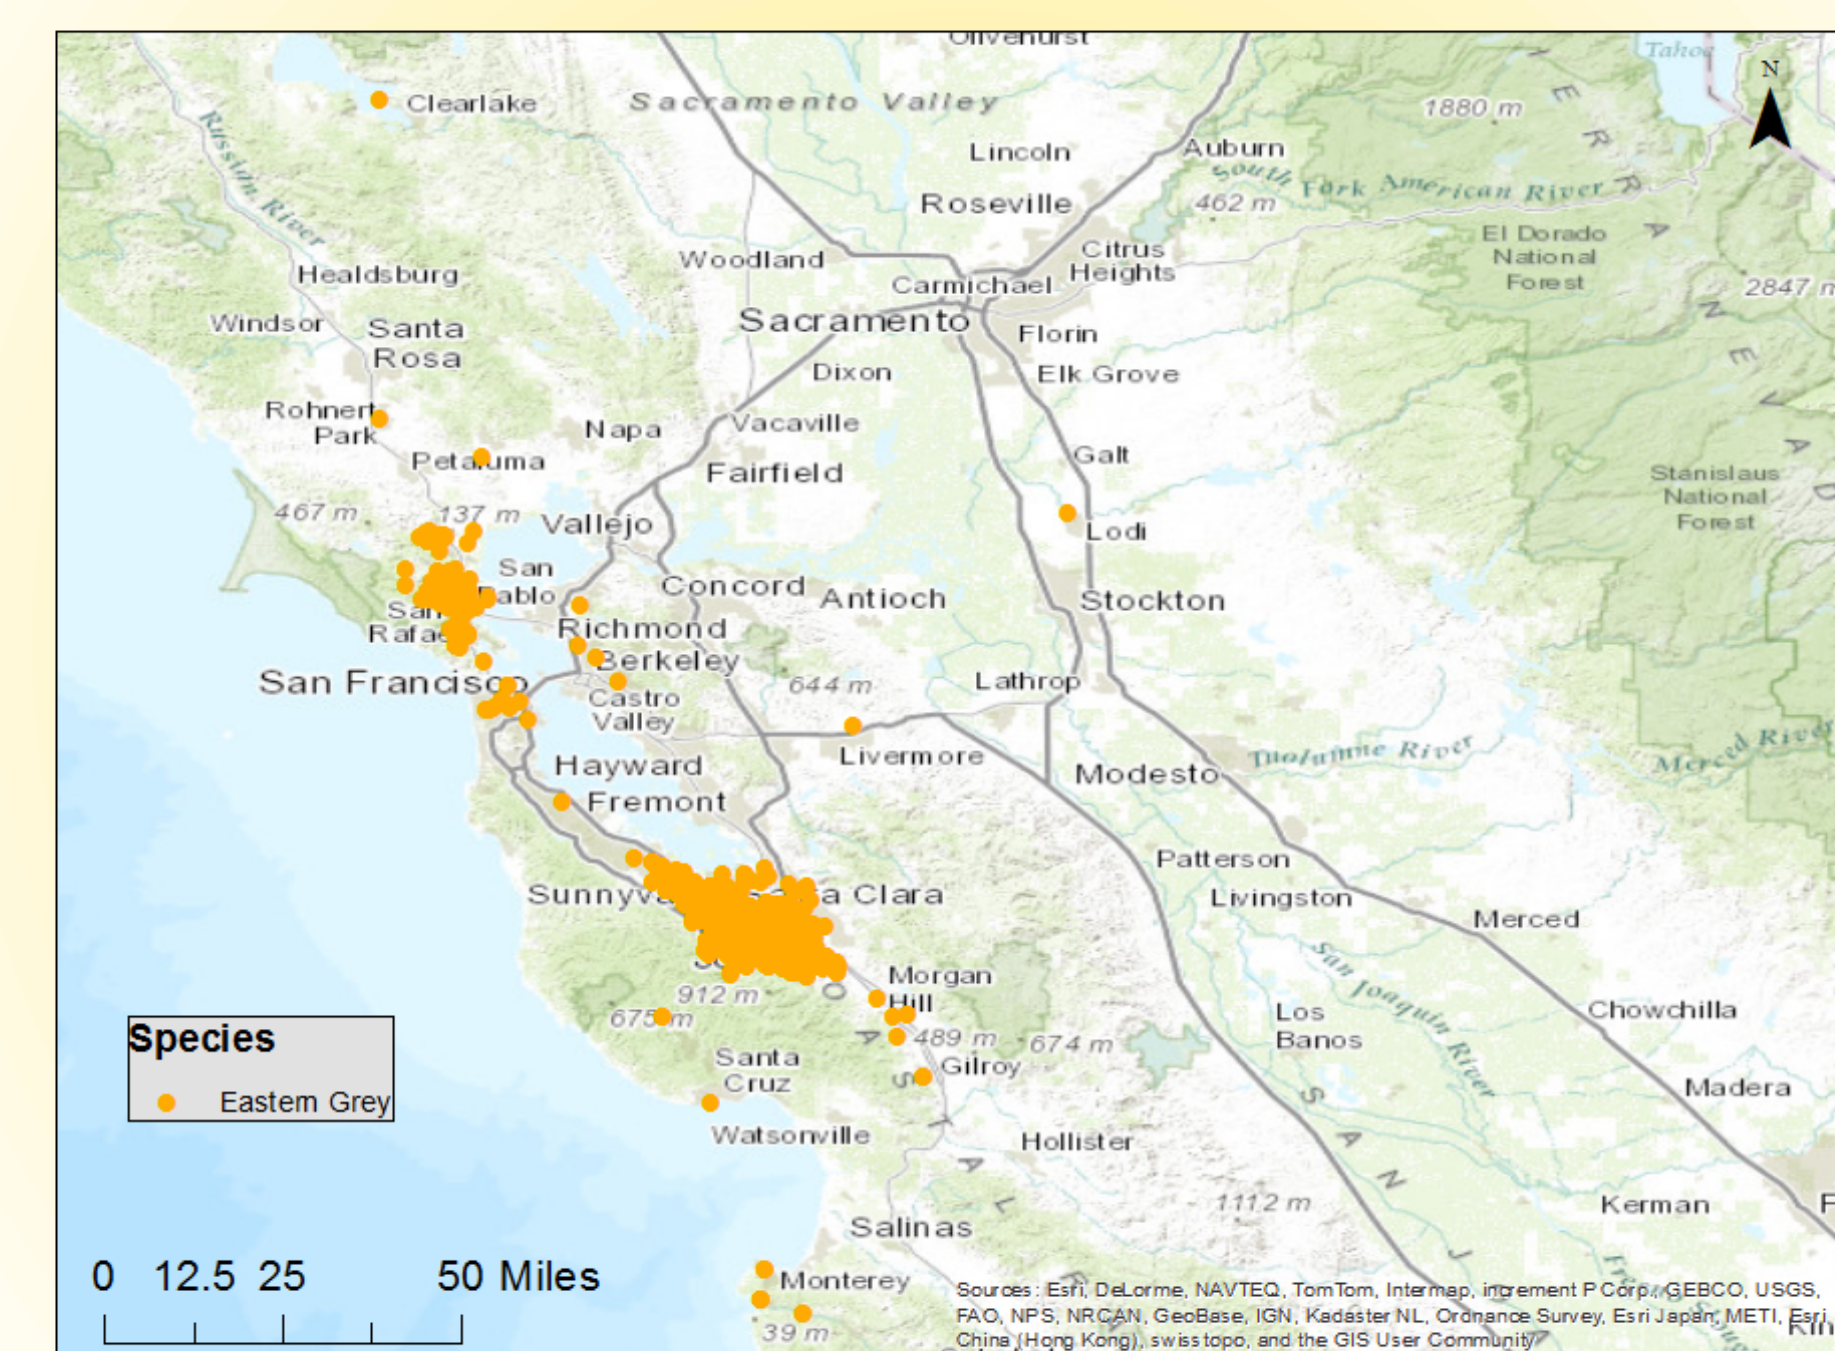 Olivehurst
Tahoe
N
Clearlake
Sacramento Valley
1880 m
Russian River
Lincoln
Auburn
South Fork American River
Roseville
462 m
Woodland
Citrus
Heights
El Dorado
National
Forest
Healdsburg
Carmichael
2847 m
Windsor
Santa
Rosa
Sacramento
Florin
Dixon
Elk Grove
Rohnert
Park
Napa
Vacaville
Petaluma
Fairfield
Galt
Stanislaus
National
Forest
467 m
137 m
Vallejo
Lodi
San
Pablo
Concord
Antioch
Stockton
San
Rafael
Richmond
Berkeley
San Francisco
Castro
Valley
644 m
Lathrop
Livermore
Hayward
Fremont
Modesto
Tuolumne River
Merced River
SIERRA NEVADA
Patterson
Livingston
Merced
Sunnyva
a Clara
Morgan
Hill
912 m
675 m
489 m
674 m
Gilroy
San Joaquin River
Los
Banos
Chowchilla
Madera
Species
Eastern Grey
Santa
Cruz
Watsonville
Hollister
1112 m
Kerman
F
Salinas
Monterey
39 m
0 12.5 25 50 Miles
Sources: Esri, DeLorme, NAVTEQ, TomTom, Intermap, increment P Corp., GEBCO, USGS,
FAO, NPS, NRCAN, GeoBase, IGN, Kadaster NL, Ordnance Survey, Esri Japan, METI, Esri
China (Hong Kong), swisstopo, and the GIS User Community
Kin